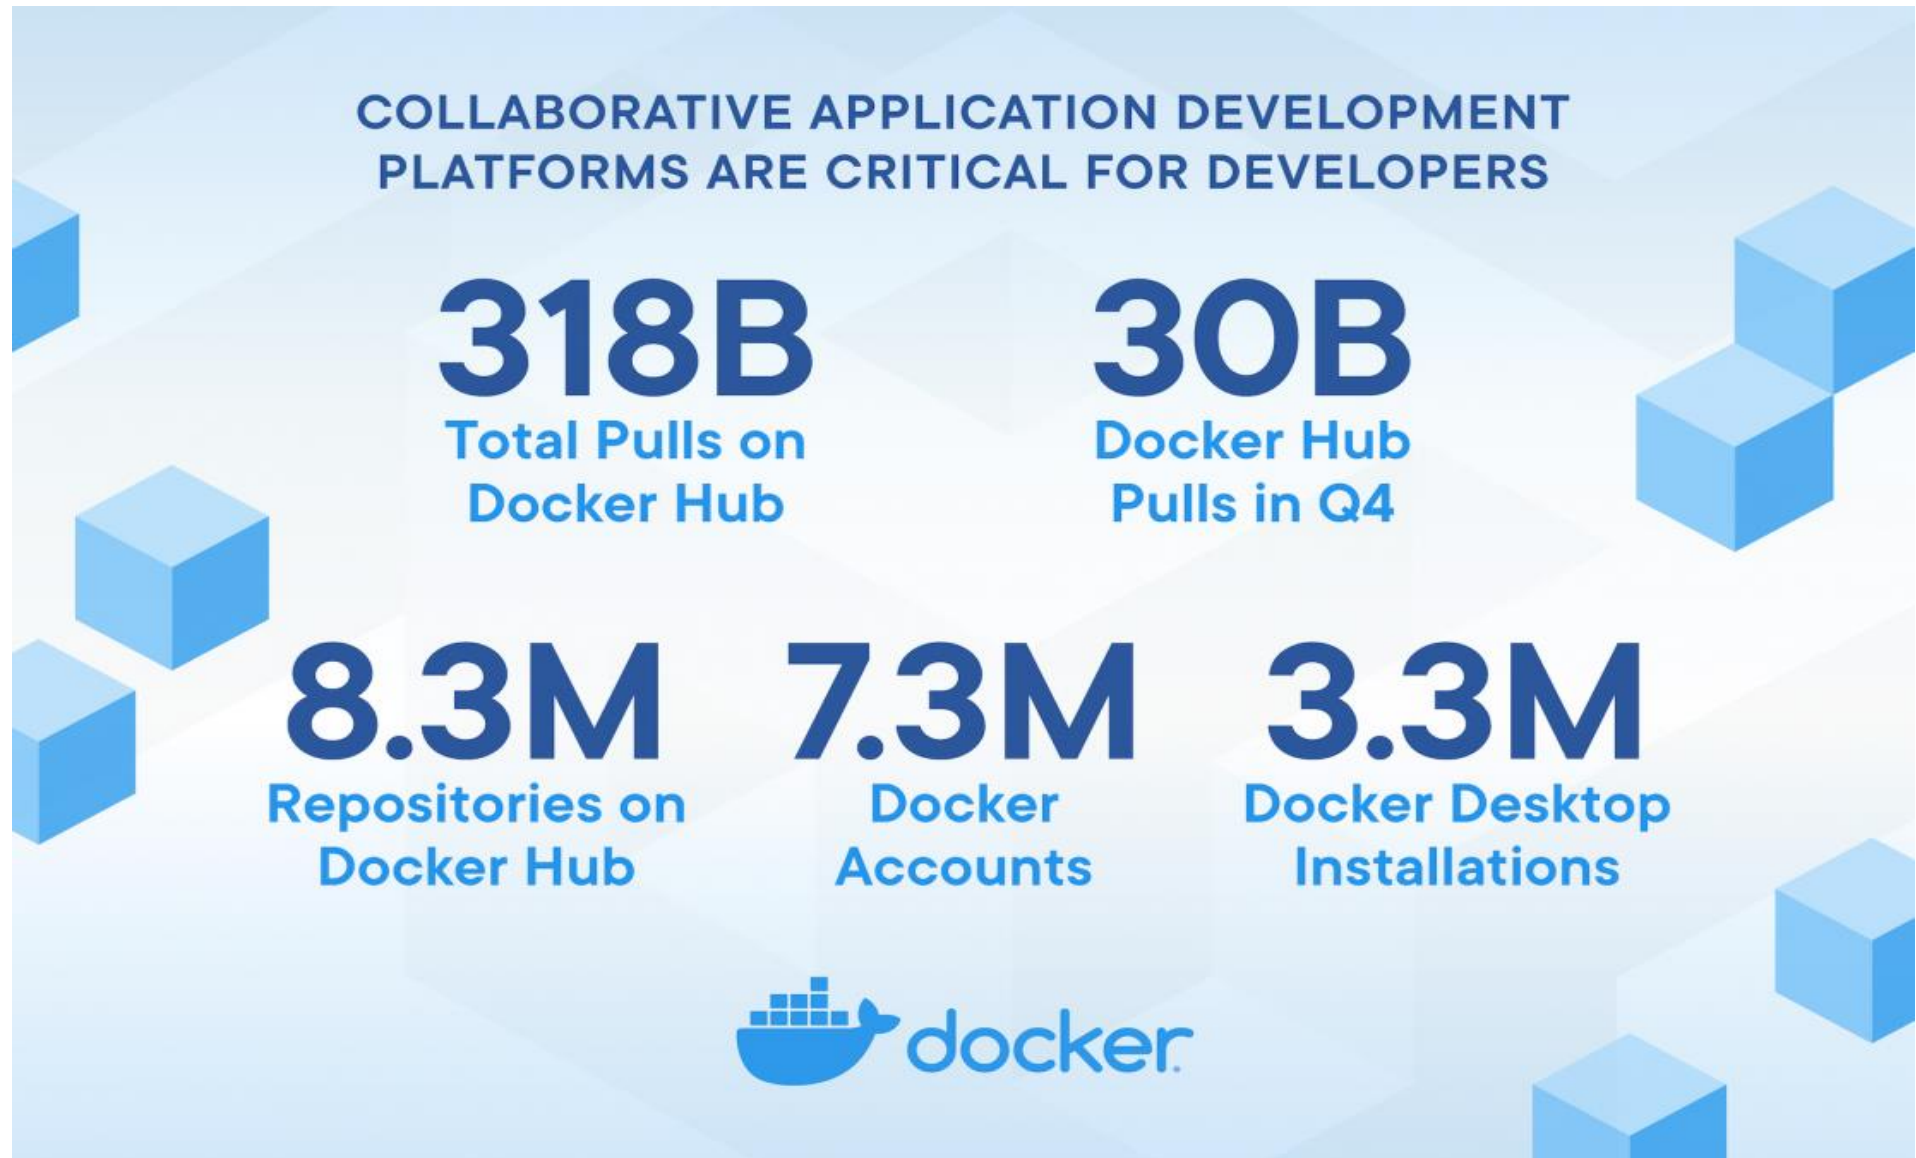 COLLABORATIVE APPLICATION DEVELOPMENT
PLATFORMS ARE CRITICAL FOR DEVELOPERS
318B
Total Pulls on
Docker Hub
30B
Docker Hub
Pulls in Q4
8.3M
Repositories on
Docker Hub
7.3M
Docker
Accounts
3.3M
Docker Desktop
Installations
docker